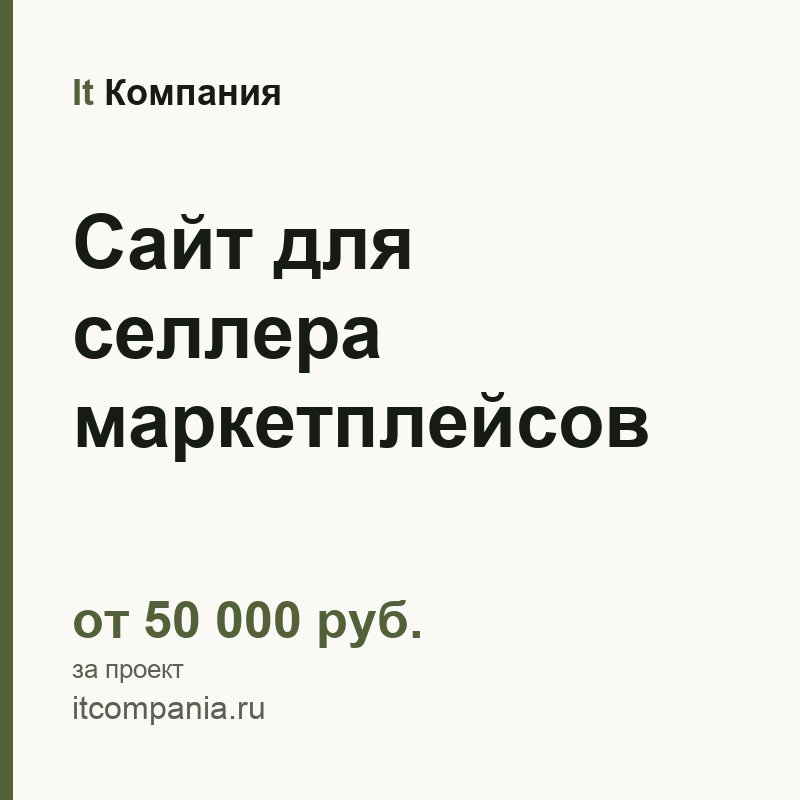 It Компания
Сайт для
селлера
маркетплейсов
от 50 000 руб.
за проект
itcompania.ru